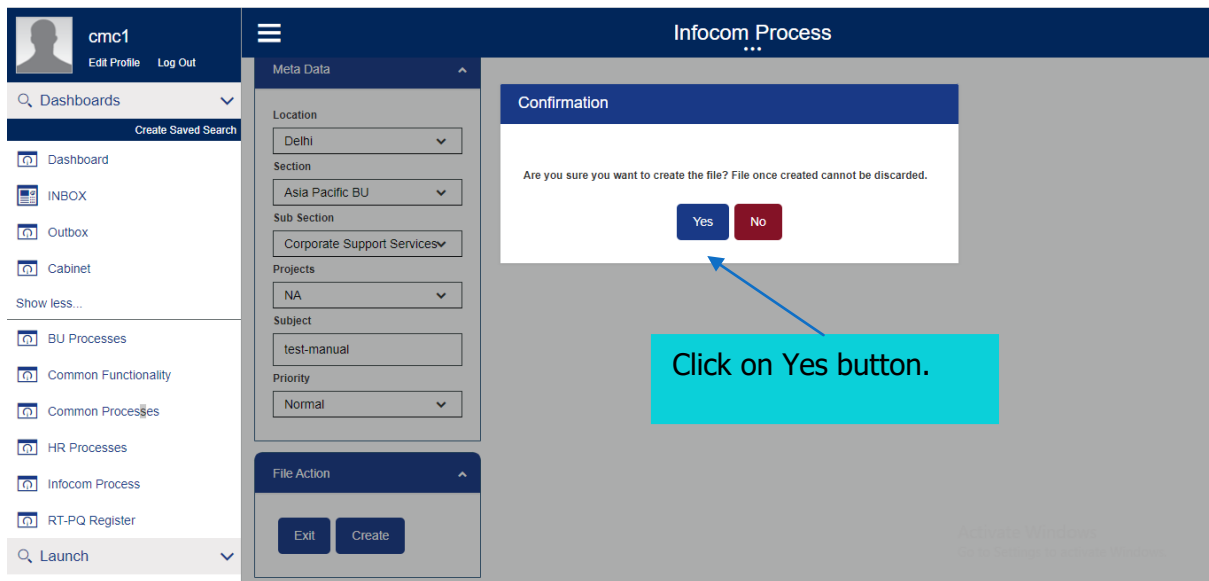 cmc1
Edit Profile Log Out
Dashboards
Create Saved Search
Dashboard
INBOX
Outbox
Cabinet
Show less...
BU Processes
Common Functionality
Common Processes
HR Processes
Infocom Process
RT-PQ Register
Launch
Infocom Process
Meta Data
Location
Delhi
Section
Asia Pacific BU
Sub Section
Corporate Support Services
Projects
NA
Subject
test-manual
Priority
Normal
File Action
Exit Create
Confirmation
Are you sure you want to create the file? File once created cannot be discarded.
Yes No
Click on Yes button.
Activate Windows